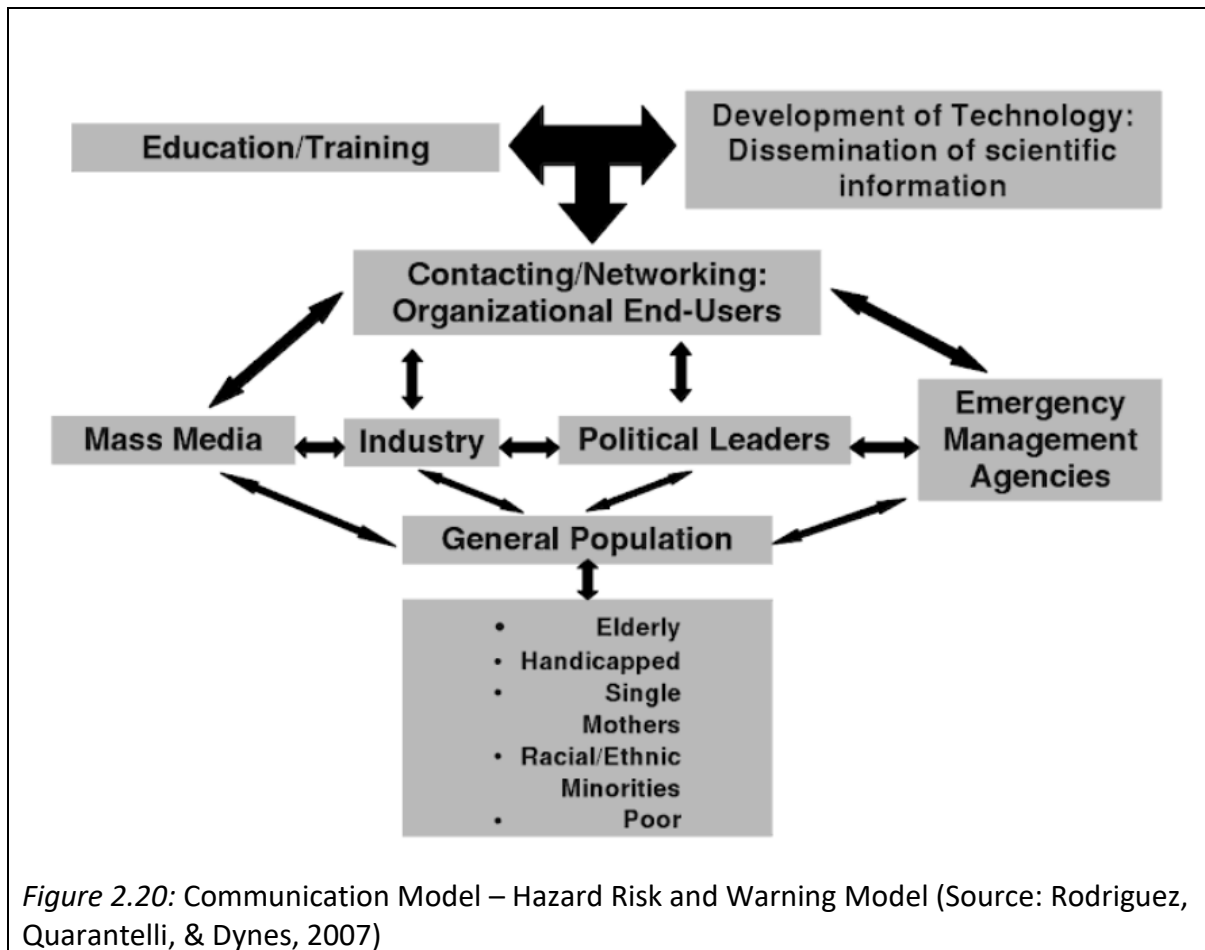 Education/Training
Development of Technology:
Dissemination of scientific
information
Contacting/Networking:
Organizational End-Users
Mass Media
Industry
Political Leaders
Emergency
Management
Agencies
General Population
• Elderly
• Handicapped
• Single
Mothers
• Racial/Ethnic
Minorities
• Poor
Figure 2.20: Communication Model – Hazard Risk and Warning Model (Source: Rodriguez,
Quarantelli, & Dynes, 2007)